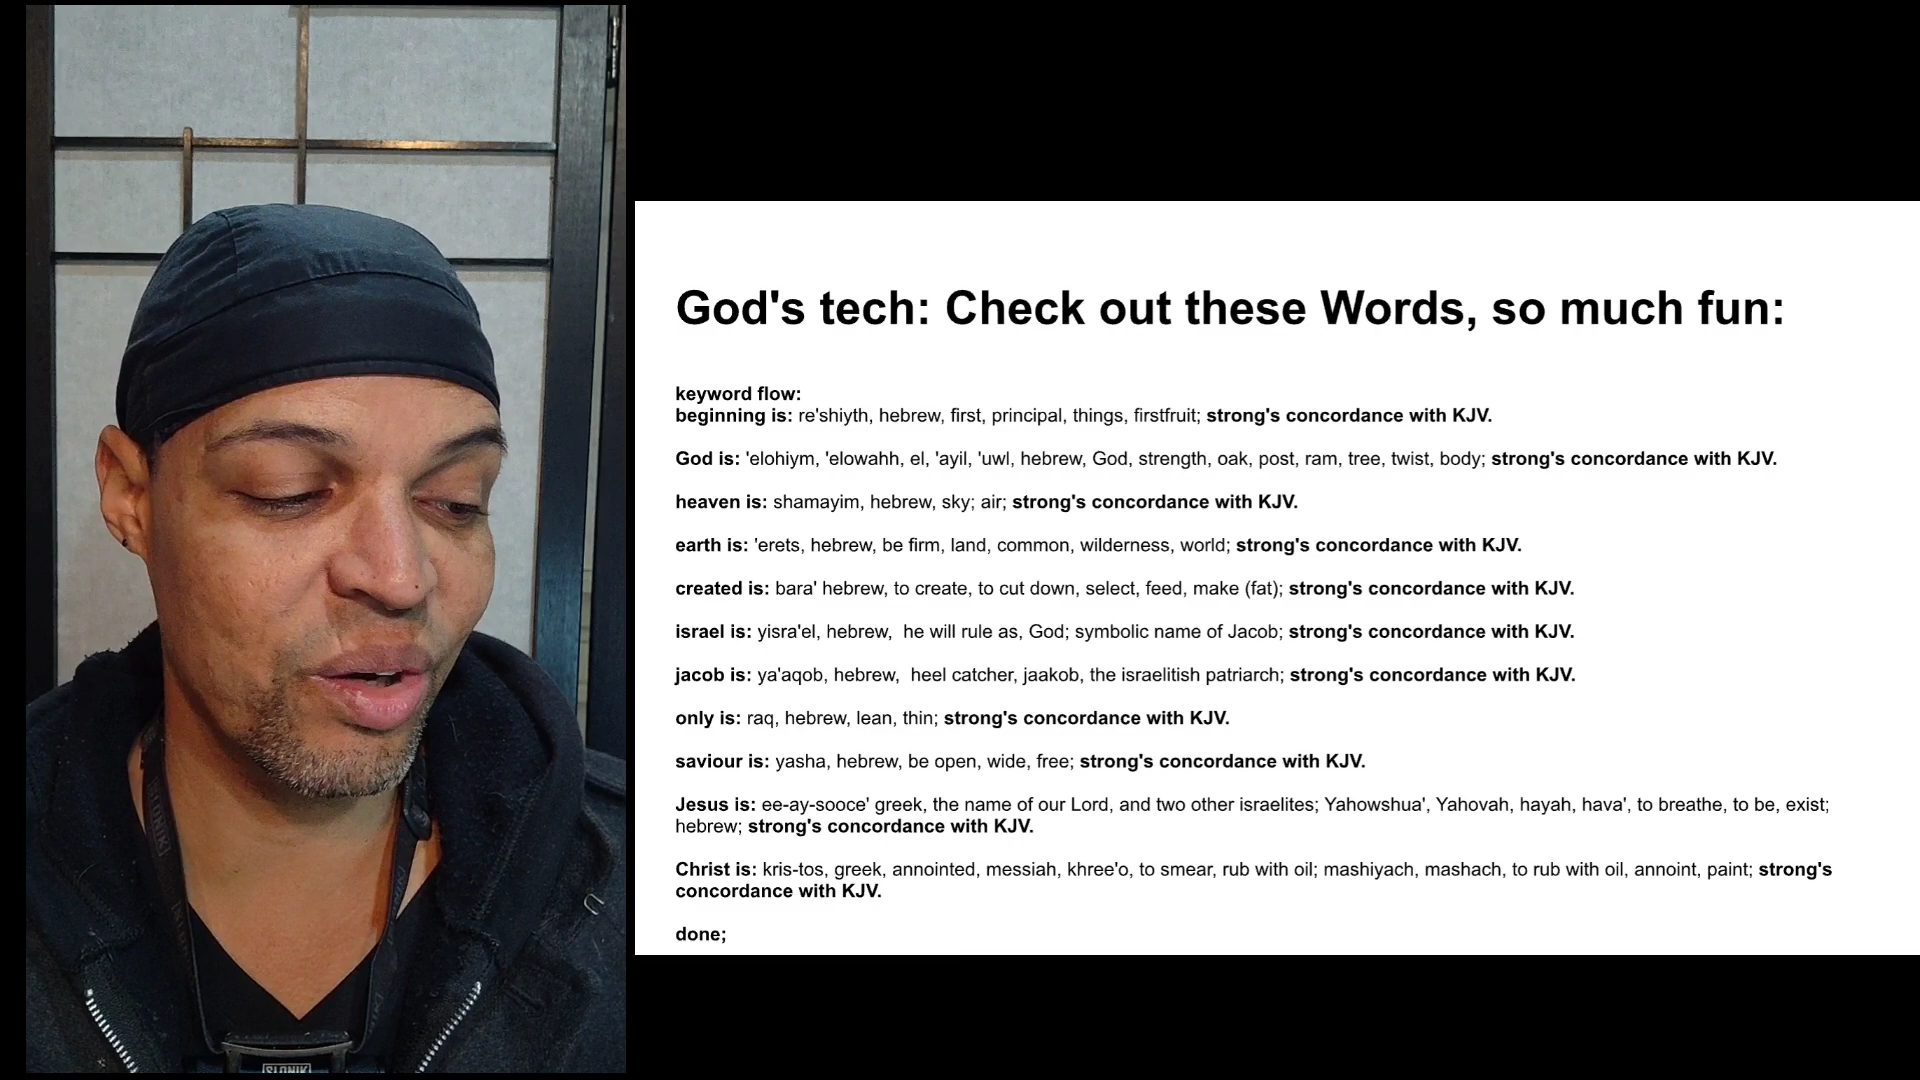 God's tech: Check out these Words, so much fun:
keyword flow:
beginning is: re'shiyth, hebrew, first, principal, things, firstfruit; strong's concordance with KJV.
God is: 'elohiym, 'elowahh, el, 'ayil, 'uwl, hebrew, God, strength, oak, post, ram, tree, twist, body; strong's concordance with KJV.
heaven is: shamayim, hebrew, sky; air; strong's concordance with KJV.
earth is: 'erets, hebrew, be firm, land, common, wilderness, world; strong's concordance with KJV.
created is: bara' hebrew, to create, to cut down, select, feed, make (fat); strong's concordance with KJV.
israel is: yisra'el, hebrew,  he will rule as, God; symbolic name of Jacob; strong's concordance with KJV.
jacob is: ya'aqob, hebrew,  heel catcher, jaakob, the israelitish patriarch; strong's concordance with KJV.
only is: raq, hebrew, lean, thin; strong's concordance with KJV.
saviour is: yasha, hebrew, be open, wide, free; strong's concordance with KJV.
Jesus is: ee-ay-sooce' greek, the name of our Lord, and two other israelites; Yahowshua', Yahovah, hayah, hava', to breathe, to be, exist;
hebrew; strong's concordance with KJV.
Christ is: kris-tos, greek, annointed, messiah, khree'o, to smear, rub with oil; mashiyach, mashach, to rub with oil, annoint, paint; strong's
concordance with KJV.
done;
SLONIK